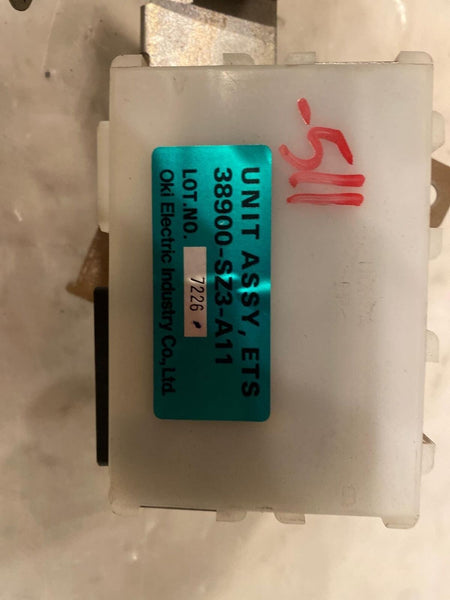 UNIT ASSY, ETS
38900-SZ3-A11
LOT.NO. 7226
Oki Electric Industry Co., Ltd.
-511